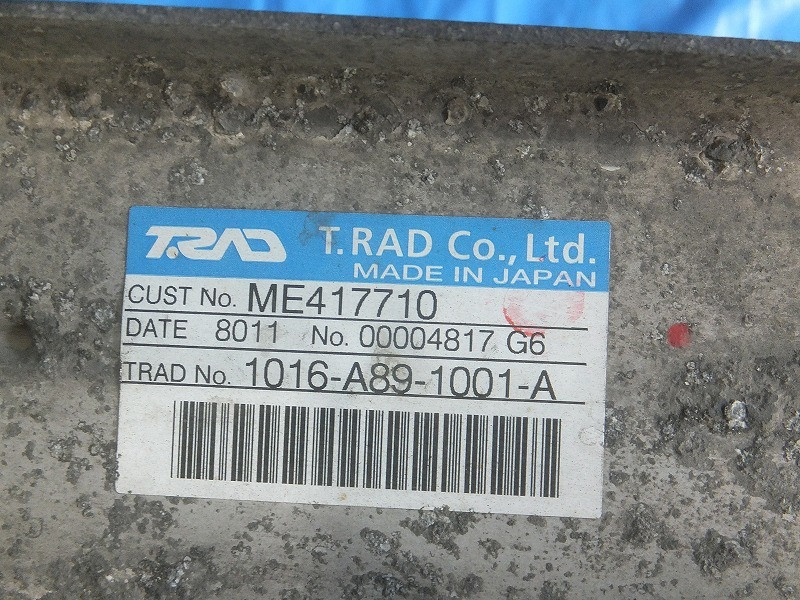 T.RAD T.RAD Co., Ltd.
MADE IN JAPAN
CUST No. ME417710
DATE 8011 No. 00004817 G6
TRAD No. 1016-A89-1001-A